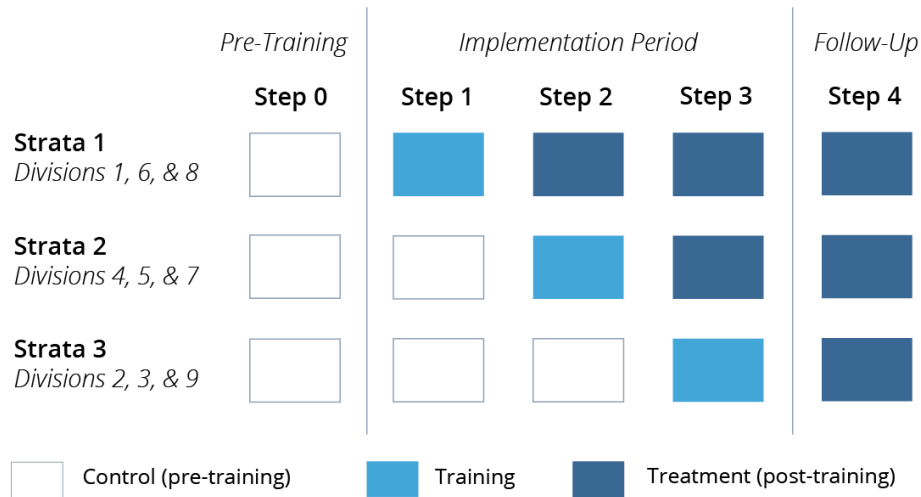 Pre-Training Implementation Period Follow-Up
Step 0 Step 1 Step 2 Step 3 Step 4
Strata 1
Divisions 1, 6, & 8
Strata 2
Divisions 4, 5, & 7
Strata 3
Divisions 2, 3, & 9
Control (pre-training) Training Treatment (post-training)